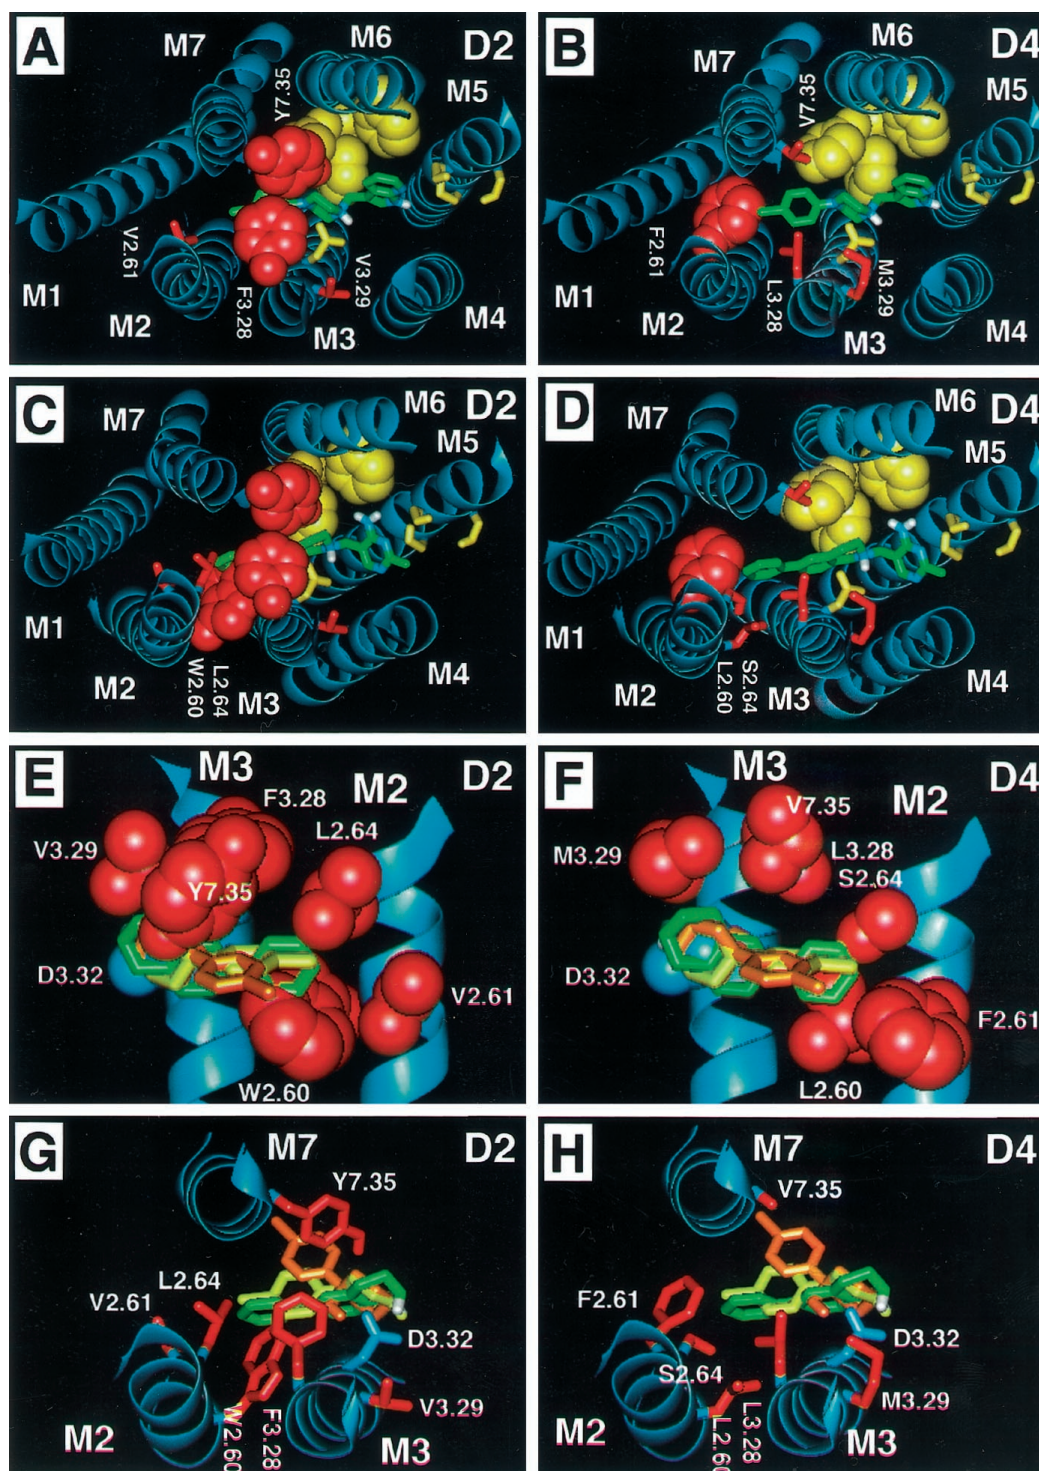 A
M7
M6
D2
M5
Y7.35
V2.61
F3.28
V3.29
M1
M2
M3
M4
B
M7
M6
D4
M5
V7.35
F2.61
L3.28
M3.29
M1
M2
M3
M4
C
M7
M6
D2
M5
M1
M2
W2.60
L2.64
M3
M4
D
M7
M6
D4
M5
M1
M2
L2.60
S2.64
M3
M4
E
M3
D2
F3.28
M2
V3.29
L2.64
Y7.35
D3.32
V2.61
W2.60
F
M3
D4
V7.35
M2
M3.29
L3.28
S2.64
D3.32
F2.61
L2.60
G
M7
D2
Y7.35
L2.64
V2.61
D3.32
V3.29
M2
W2.60
F3.28
M3
H
M7
D4
V7.35
F2.61
D3.32
S2.64
M3.29
M2
L2.60
L3.28
M3